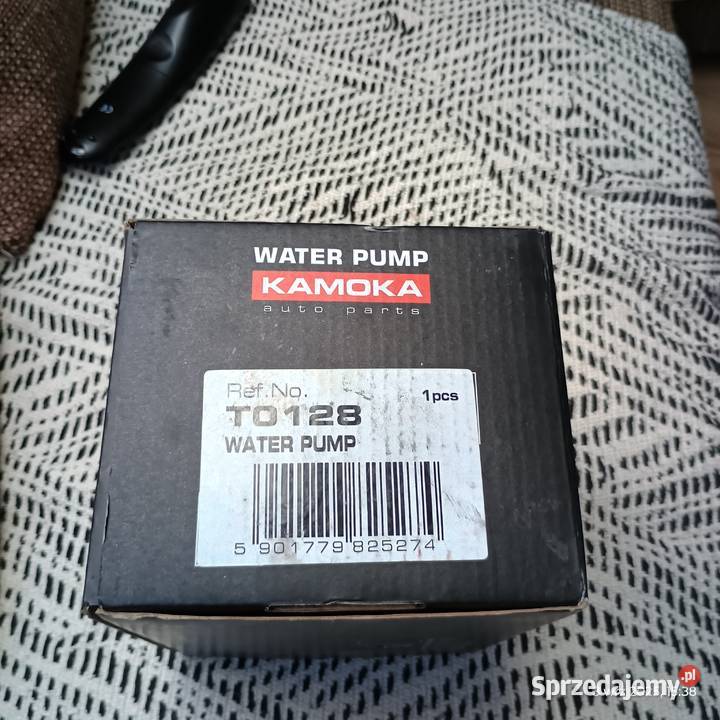 WATER PUMP
KAMOKA
auto parts
Ref.No.
1pcs
T0128
WATER PUMP
5 901779 825274
Sprzedajemy.pl